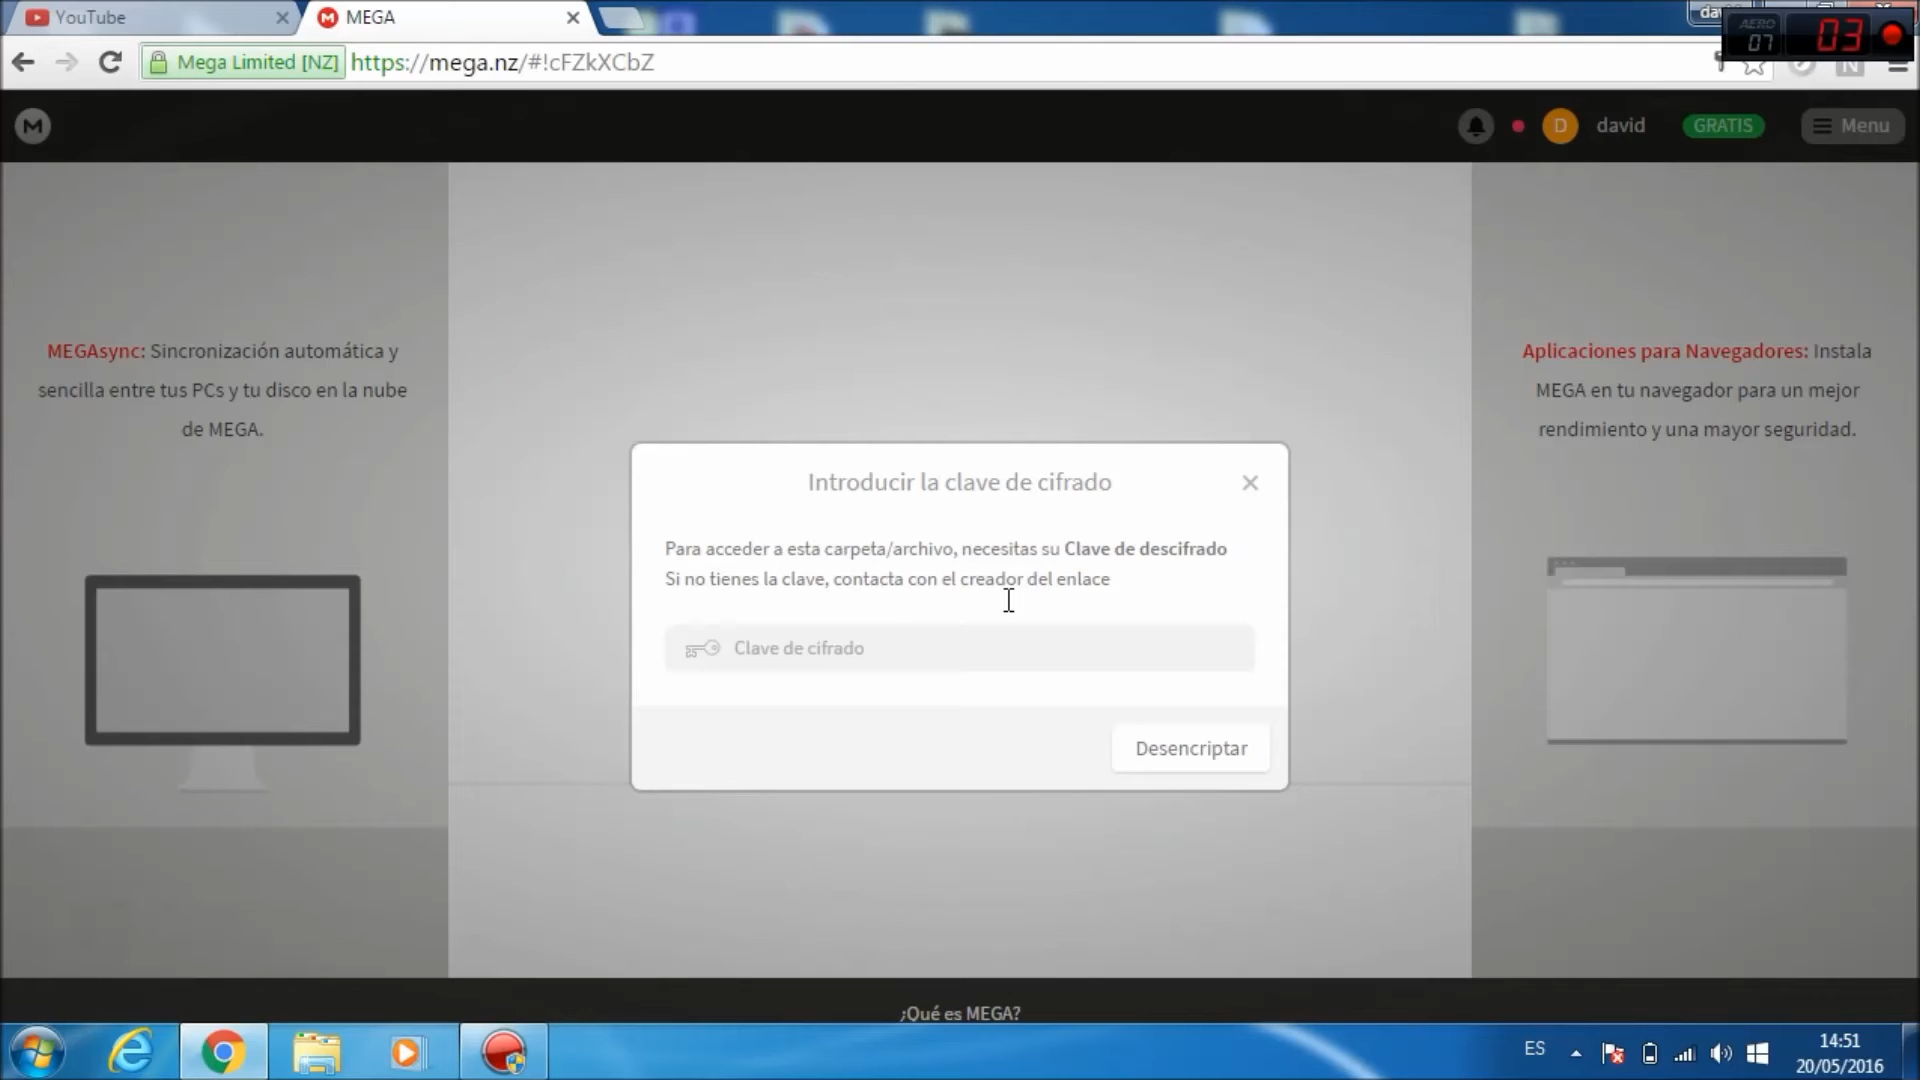 YouTube
MEGA
AERO
07
03
Mega Limited [NZ]
https://mega.nz/#!cFZkXCbZ
M
D
david
GRATIS
Menu
MEGAsync: Sincronización automática y
sencilla entre tus PCs y tu disco en la nube
de MEGA.
Aplicaciones para Navegadores: Instala
MEGA en tu navegador para un mejor
rendimiento y una mayor seguridad.
Introducir la clave de cifrado
Para acceder a esta carpeta/archivo, necesitas su Clave de descifrado
Si no tienes la clave, contacta con el creador del enlace
Clave de cifrado
Desencriptar
¿Qué es MEGA?
ES
14:51
20/05/2016